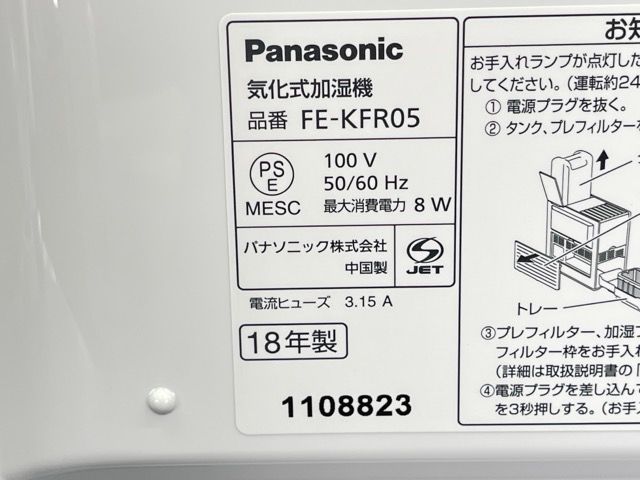 Panasonic
気化式加湿機
品番 FE-KFR05
PS
E
MESC
100 V
50/60 Hz
最大消費電力 8 W
パナソニック株式会社
中国製
S
JET
電流ヒューズ 3.15 A
18年製
1108823
お知
お手入れランプが点灯した
してください。(運転約24
① 電源プラグを抜く。
② タンク、プレフィルターを
トレー
③プレフィルター、加湿フ
フィルター枠をお手入れ
(詳細は取扱説明書の「
④電源プラグを差し込んで
を3秒押しする。(お手入